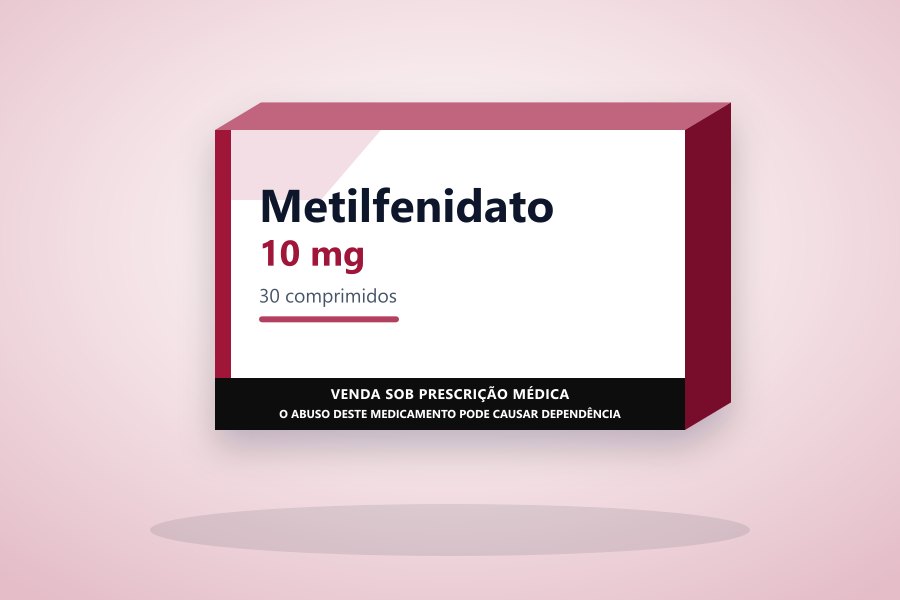 Metilfenidato
10 mg
30 comprimidos
VENDA SOB PRESCRIÇÃO MÉDICA
O ABUSO DESTE MEDICAMENTO PODE CAUSAR DEPENDÊNCIA